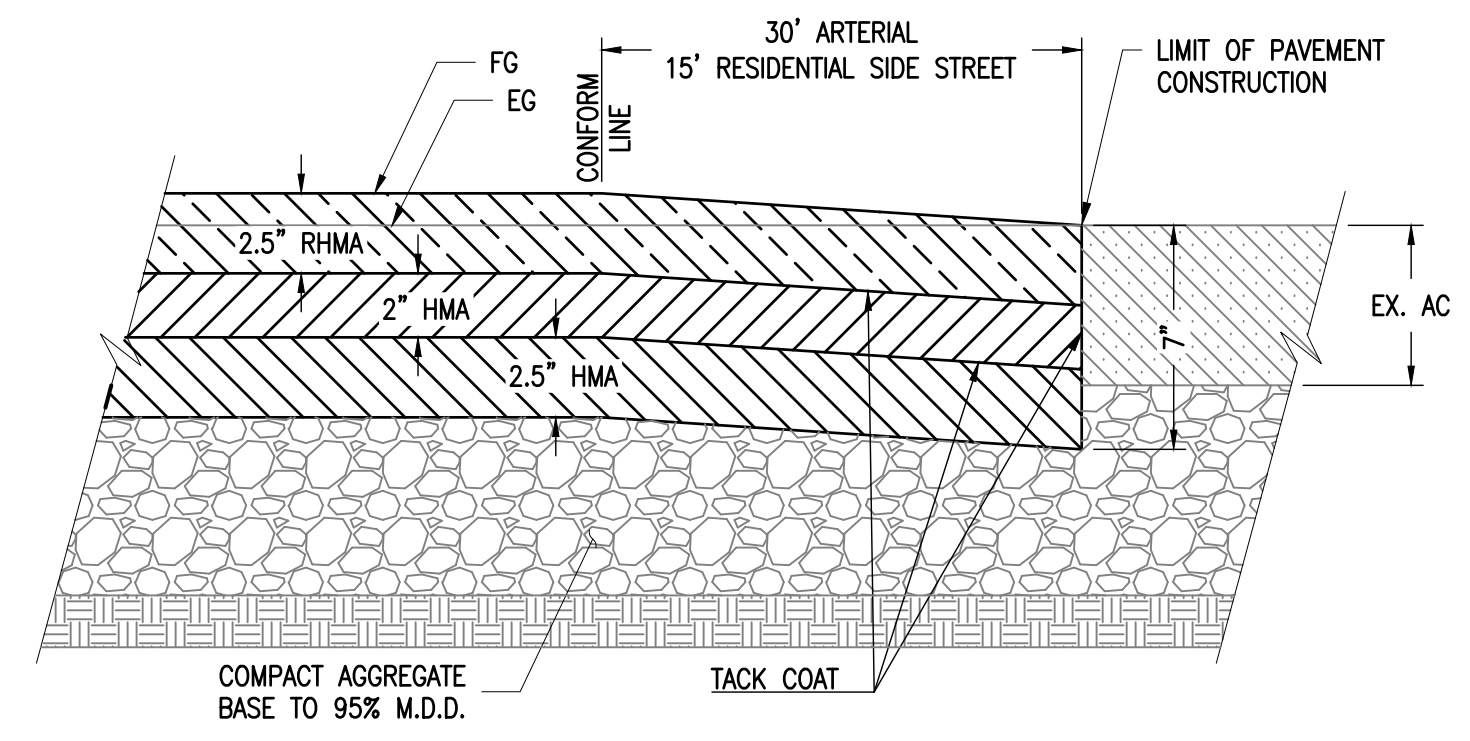 30' ARTERIAL
15' RESIDENTIAL SIDE STREET
LIMIT OF PAVEMENT
CONSTRUCTION
FG
EG
CONFORM
LINE
2.5" RHMA
2" HMA
2.5" HMA
7"
EX. AC
COMPACT AGGREGATE
BASE TO 95% M.D.D.
TACK COAT